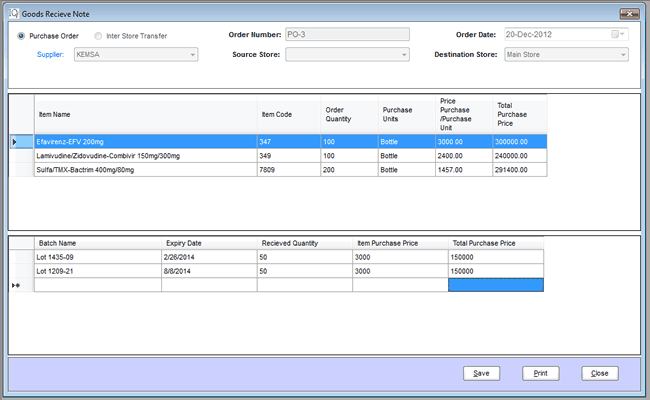 Goods Recieve Note
Purchase Order Inter Store Transfer Order Number: PO-3 Order Date: 20-Dec-2012
Supplier: KEMSA Source Store: Destination Store: Main Store
Item Name Item Code Order Quantity Purchase Units Price Purchase /Purchase Unit Total Purchase Price
Efavirenz-EFV 200mg 347 100 Bottle 3000.00 300000.00
Lamivudine/Zidovudine-Combivir 150mg/300mg 349 100 Bottle 2400.00 240000.00
Sulfa/TMX-Bactrim 400mg/80mg 7809 200 Bottle 1457.00 291400.00
Batch Name Expiry Date Recieved Quantity Item Purchase Price Total Purchase Price
Lot 1435-09 2/26/2014 50 3000 150000
Lot 1209-21 8/8/2014 50 3000 150000
Save Print Close